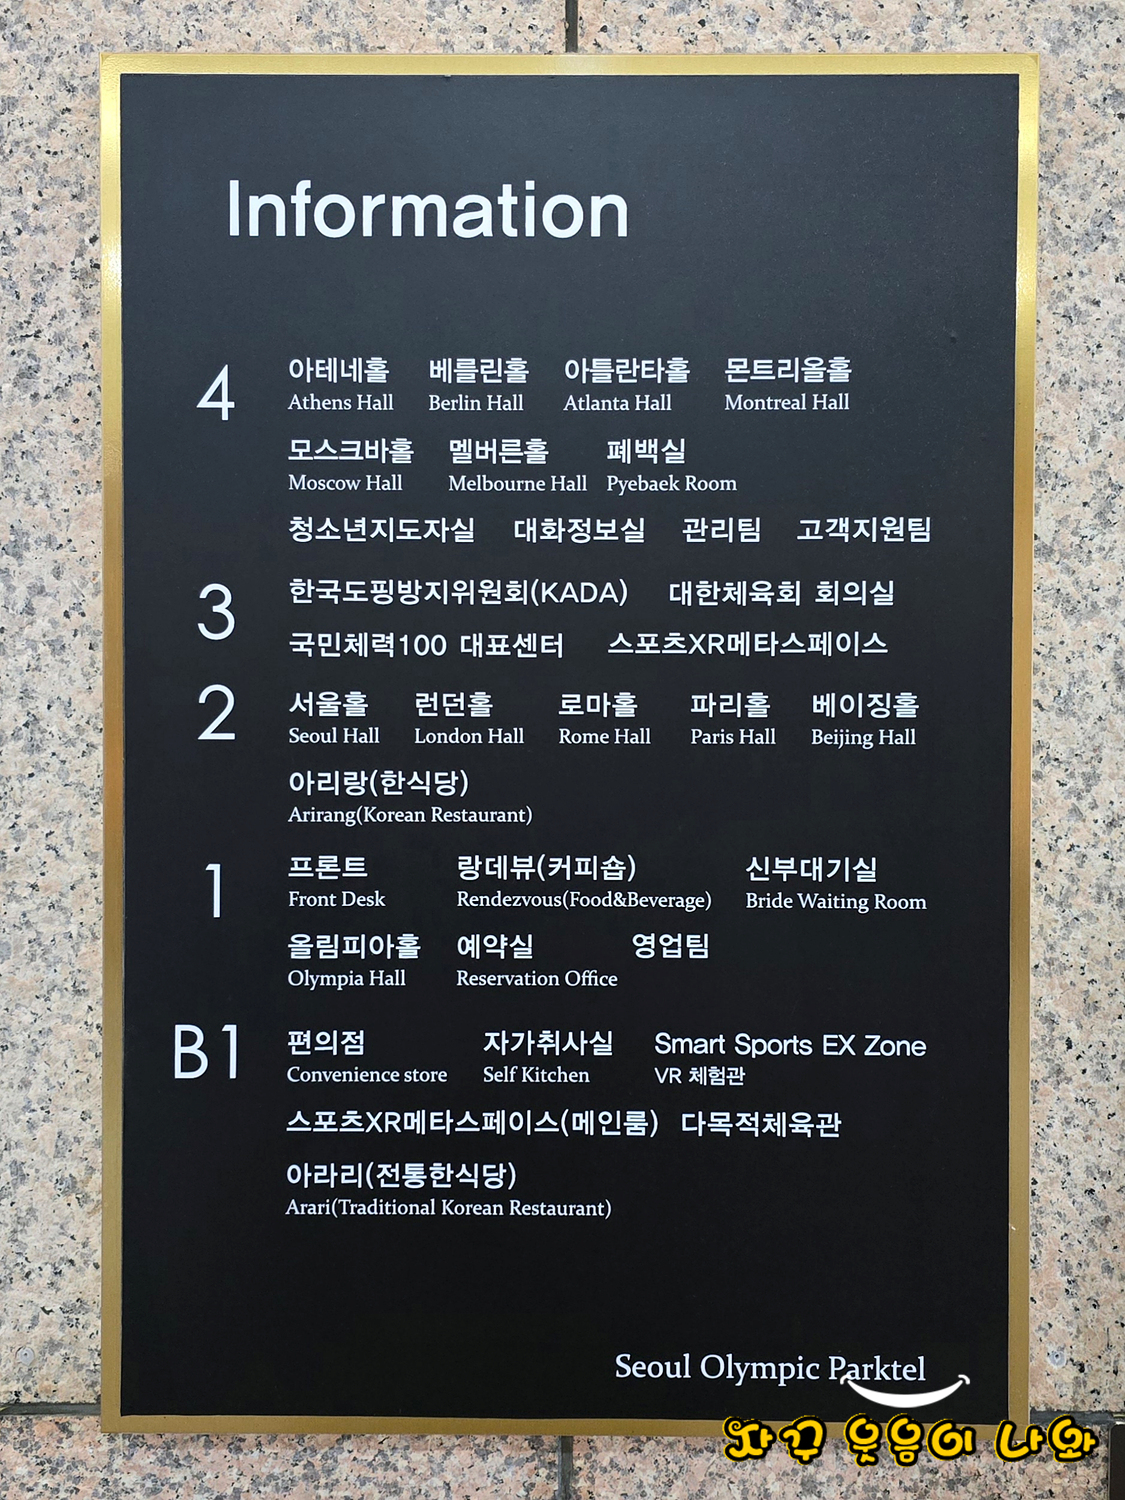 Information
4
아테네홀 베를린홀 아틀란타홀 몬트리올홀
Athens Hall Berlin Hall Atlanta Hall Montreal Hall
모스크바홀 멜버른홀 폐백실
Moscow Hall Melbourne Hall Pyebaek Room
청소년지도자실 대화정보실 관리팀 고객지원팀
3
한국도핑방지위원회(KADA) 대한체육회 회의실
국민체력100 대표센터 스포츠XR메타스페이스
2
서울홀 런던홀 로마홀 파리홀 베이징홀
Seoul Hall London Hall Rome Hall Paris Hall Beijing Hall
아리랑(한식당)
Arirang(Korean Restaurant)
1
프론트 랑데뷰(커피숍) 신부대기실
Front Desk Rendezvous(Food&Beverage) Bride Waiting Room
올림피아홀 예약실 영업팀
Olympia Hall Reservation Office
B1
편의점 자가취사실 Smart Sports EX Zone
Convenience store Self Kitchen VR 체험관
스포츠XR메타스페이스(메인룸) 다목적체육관
아라리(전통한식당)
Arari(Traditional Korean Restaurant)
Seoul Olympic Parktel
자꾸 웃음이 나와